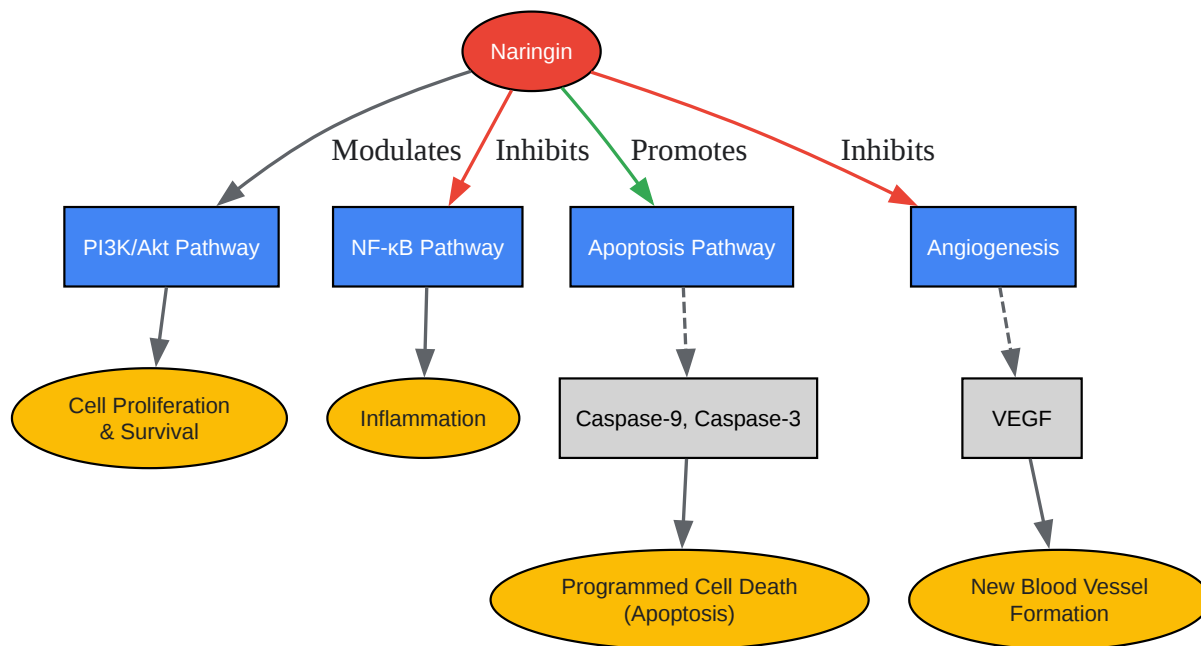 Naringin
Modulates
Inhibits
Promotes
Inhibits
PI3K/Akt Pathway
NF-κB Pathway
Apoptosis Pathway
Angiogenesis
Cell Proliferation
& Survival
Inflammation
Caspase-9, Caspase-3
VEGF
Programmed Cell Death
(Apoptosis)
New Blood Vessel
Formation